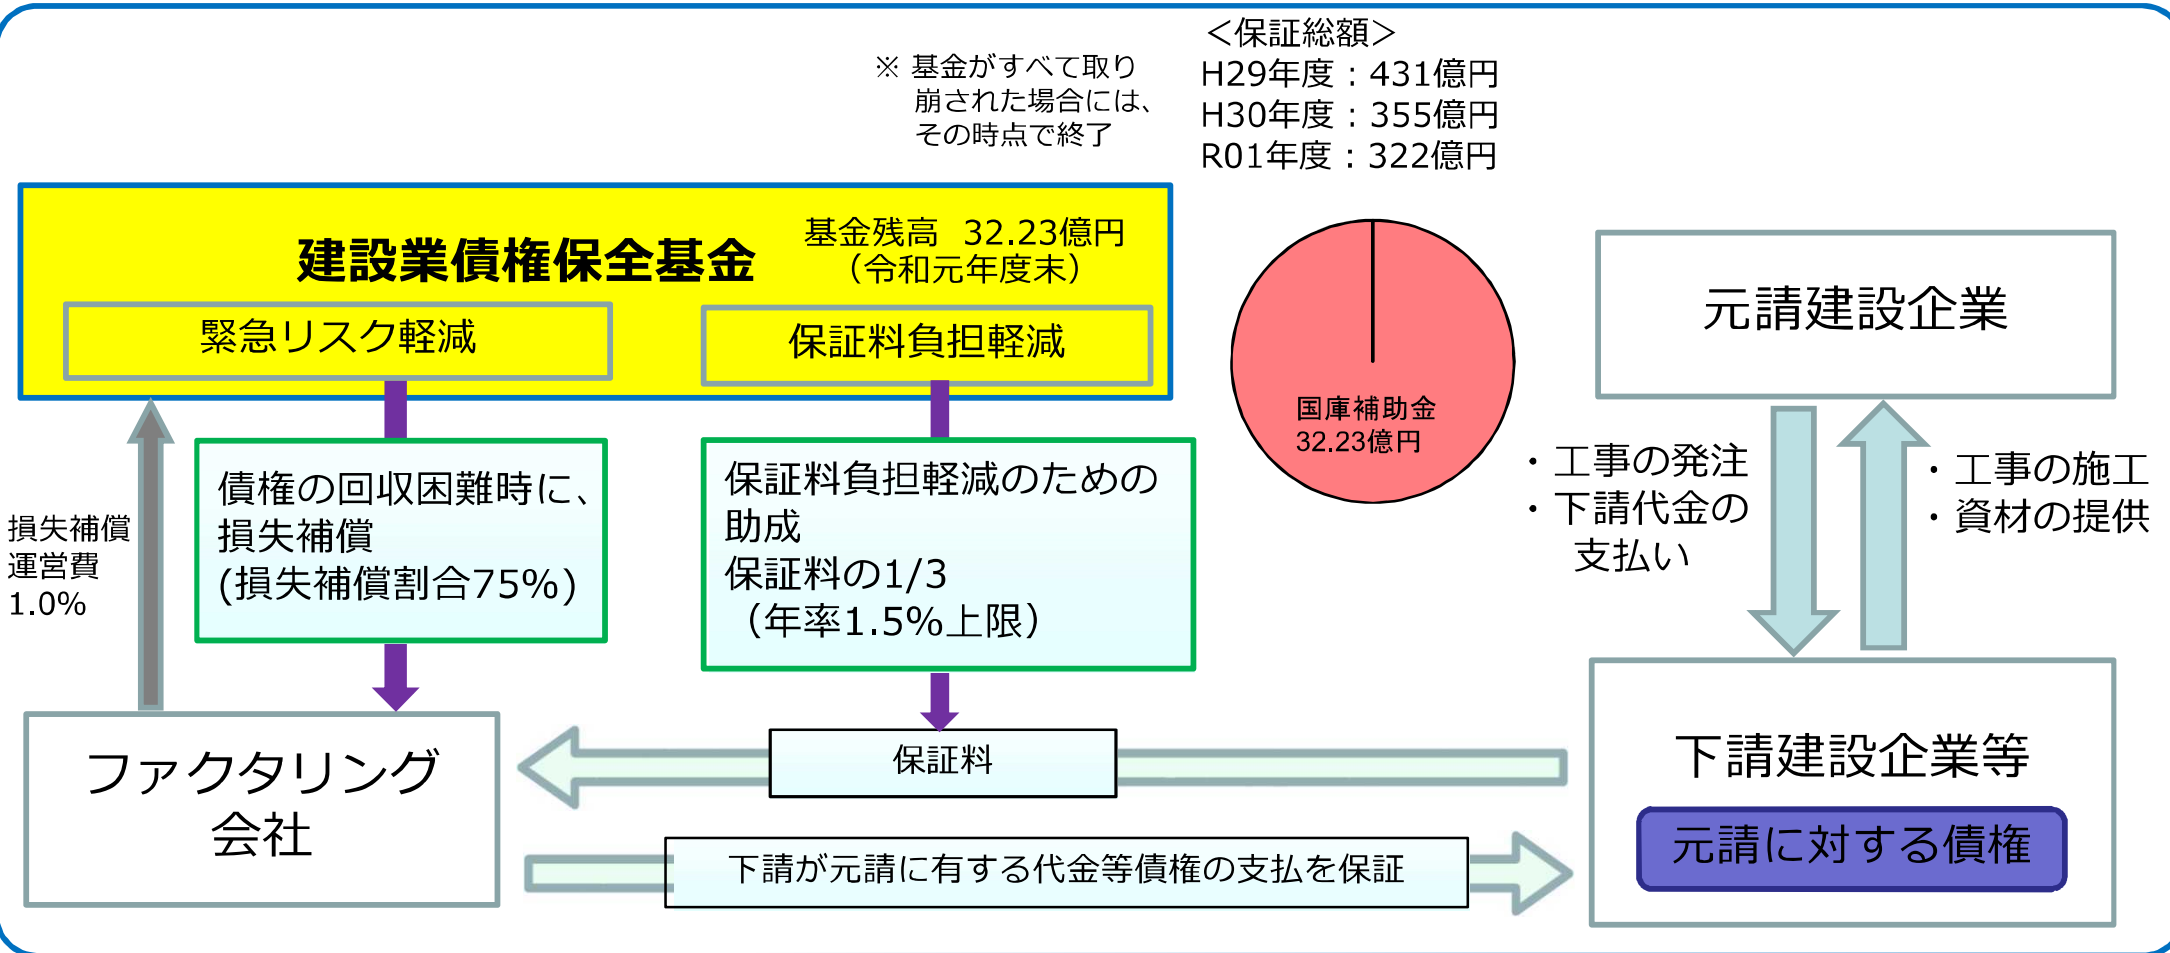 ※ 基金がすべて取り
崩された場合には、
その時点で終了
＜保証総額＞
H29年度：431億円
H30年度：355億円
R01年度：322億円
建設業債権保全基金
基金残高 32.23億円
（令和元年度末）
緊急リスク軽減
保証料負担軽減
国庫補助金
32.23億円
元請建設企業
損失補償
運営費
1.0%
債権の回収困難時に、
損失補償
(損失補償割合75%)
保証料負担軽減のための
助成
保証料の1/3
（年率1.5%上限）
・工事の発注
・下請代金の
支払い
・工事の施工
・資材の提供
ファクタリング
会社
保証料
下請が元請に有する代金等債権の支払を保証
下請建設企業等
元請に対する債権